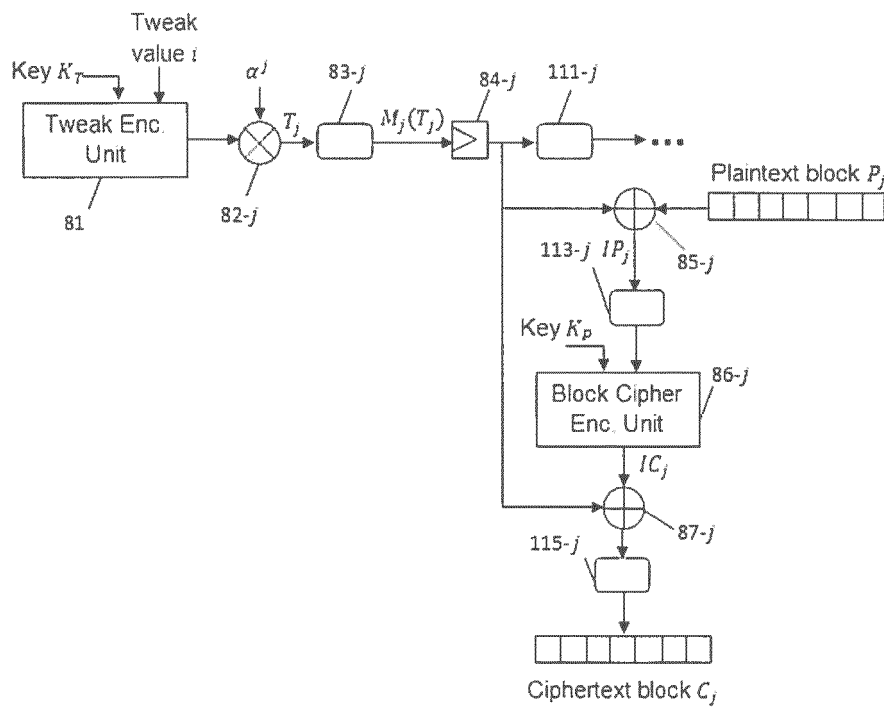 Tweak
value i
Key K_T
α^j
83-j
84-j
111-j
Tweak Enc.
Unit
T_j
M_j(T_j)
81
82-j
Plaintext block P_j
113-j
IP_j
85-j
Key K_p
86-j
Block Cipher
Enc. Unit
IC_j
87-j
115-j
Ciphertext block C_j